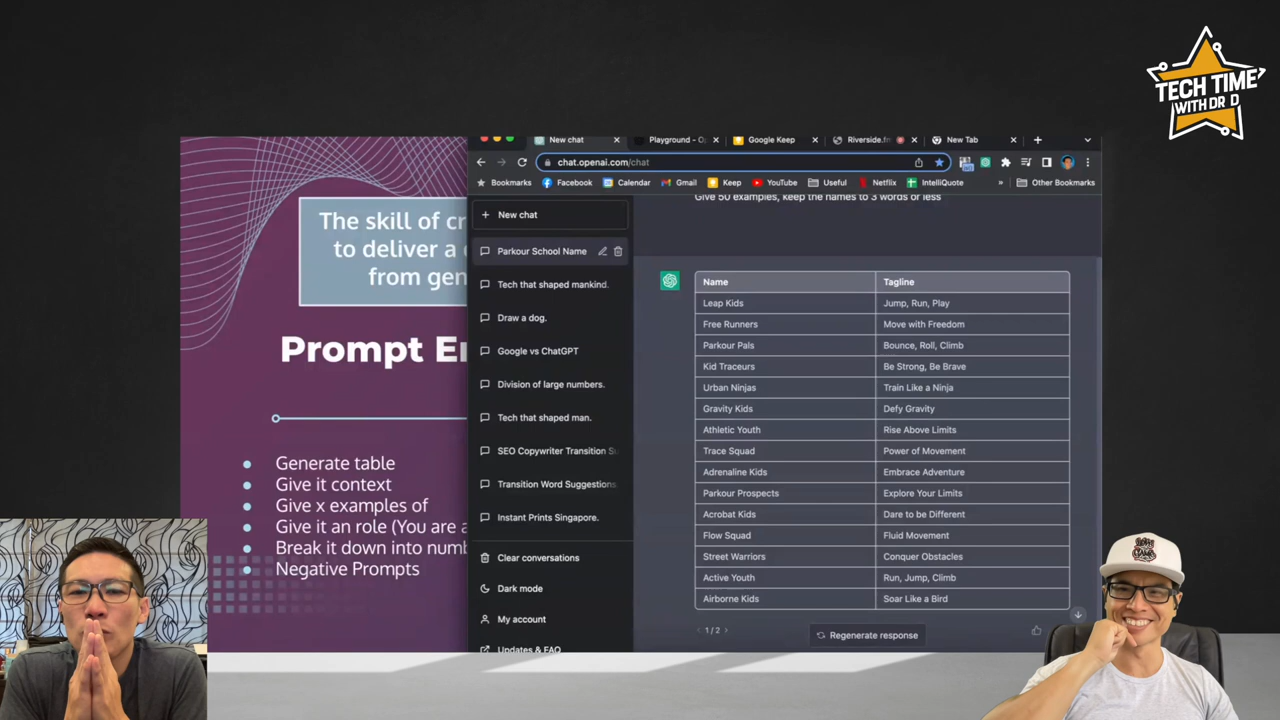 TECH TIME
WITH DR D
The skill of cr
to deliver a
from gen
Prompt En
Generate table
Give it context
Give x examples of
Give it an role (You are a
Break it down into numb
Negative Prompts
New chat
Playground - O
Google Keep
Riverside.fm
New Tab
chat.openai.com/chat
Bookmarks
Facebook
Calendar
Gmail
Keep
YouTube
Useful
Netflix
IntelliQuote
Other Bookmarks
New chat
Parkour School Name
Tech that shaped mankind.
Draw a dog.
Google vs ChatGPT
Division of large numbers.
Tech that shaped man.
SEO Copywriter Transition Su
Transition Word Suggestions
Instant Prints Singapore.
Clear conversations
Dark mode
My account
Updates & FAQ
Give 50 examples, keep the names to 3 words or less
Name Tagline
Leap Kids Jump, Run, Play
Free Runners Move with Freedom
Parkour Pals Bounce, Roll, Climb
Kid Traceurs Be Strong, Be Brave
Urban Ninjas Train Like a Ninja
Gravity Kids Defy Gravity
Athletic Youth Rise Above Limits
Trace Squad Power of Movement
Adrenaline Kids Embrace Adventure
Parkour Prospects Explore Your Limits
Acrobat Kids Dare to be Different
Flow Squad Fluid Movement
Street Warriors Conquer Obstacles
Active Youth Run, Jump, Climb
Airborne Kids Soar Like a Bird
1 / 2
Regenerate response